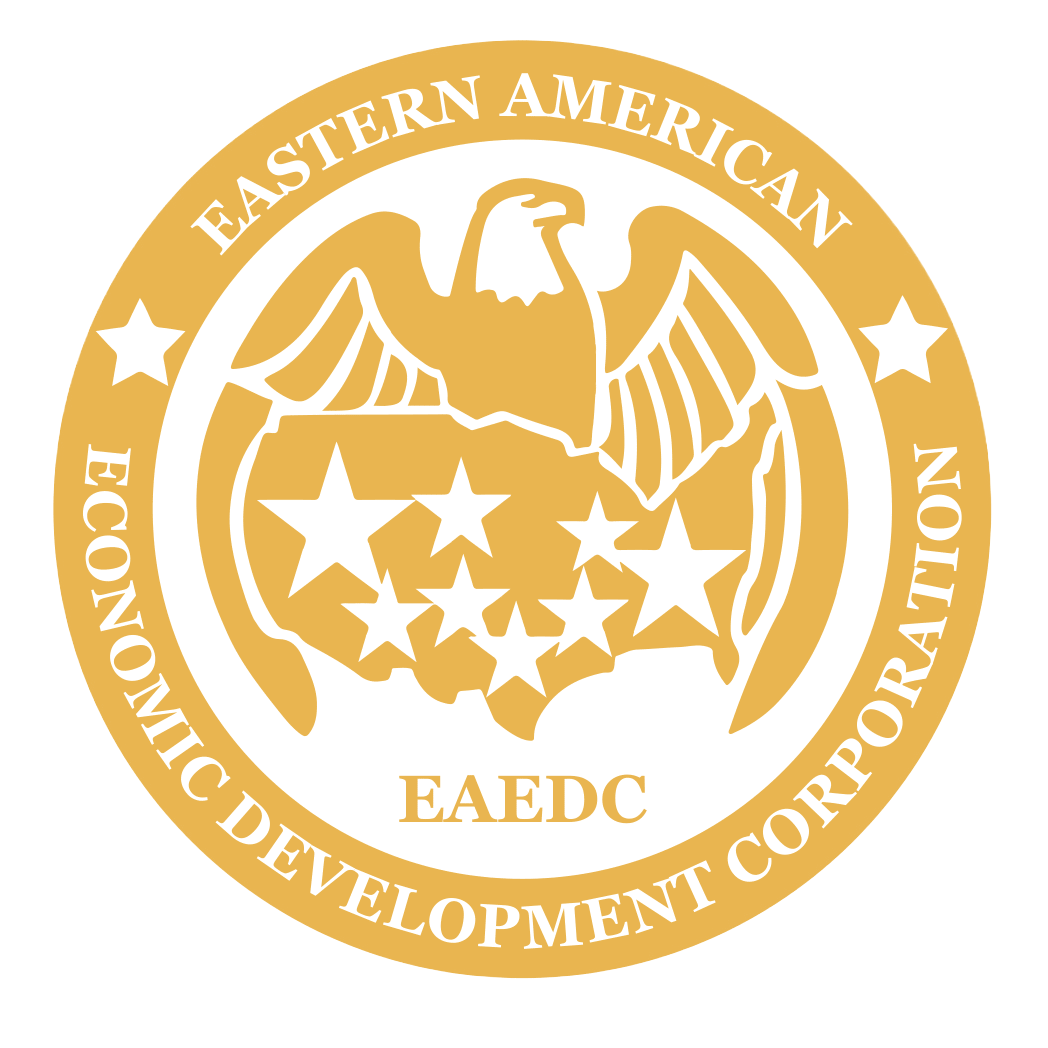 EASTERN AMERICAN
ECONOMIC DEVELOPMENT CORPORATION
EAEDC